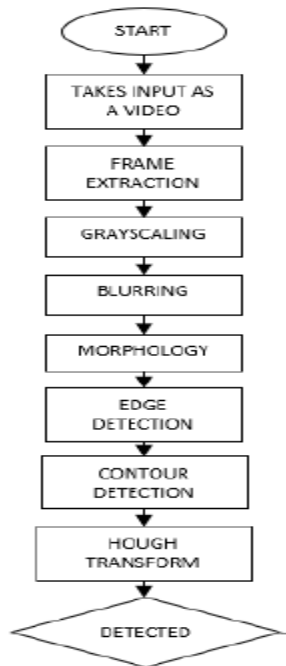 START
TAKES INPUT AS
A VIDEO
FRAME
EXTRACTION
GRAYSCALING
BLURRING
MORPHOLOGY
EDGE
DETECTION
CONTOUR
DETECTION
HOUGH
TRANSFORM
DETECTED